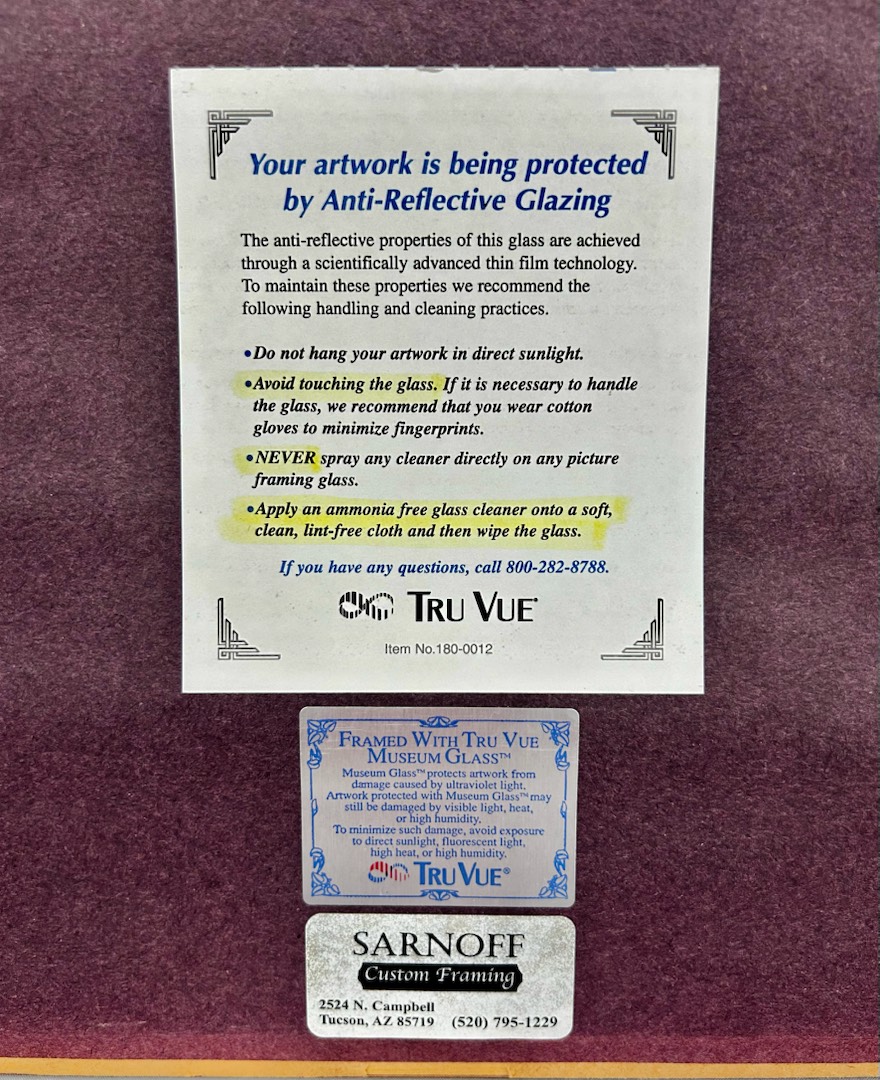 Your artwork is being protected
by Anti-Reflective Glazing
The anti-reflective properties of this glass are achieved
through a scientifically advanced thin film technology.
To maintain these properties we recommend the
following handling and cleaning practices.
•Do not hang your artwork in direct sunlight.
•Avoid touching the glass. If it is necessary to handle
the glass, we recommend that you wear cotton
gloves to minimize fingerprints.
•NEVER spray any cleaner directly on any picture
framing glass.
•Apply an ammonia free glass cleaner onto a soft,
clean, lint-free cloth and then wipe the glass.
If you have any questions, call 800-282-8788.
TRU VUE
Item No.180-0012
FRAMED WITH TRU VUE
MUSEUM GLASS™
Museum Glass™ protects artwork from
damage caused by ultraviolet light.
Artwork protected with Museum Glass™ may
still be damaged by visible light, heat,
or high humidity.
To minimize such damage, avoid exposure
to direct sunlight, fluorescent light,
high heat, or high humidity.
TRU VUE®
SARNOFF
Custom Framing
2524 N. Campbell
Tucson, AZ 85719 (520) 795-1229